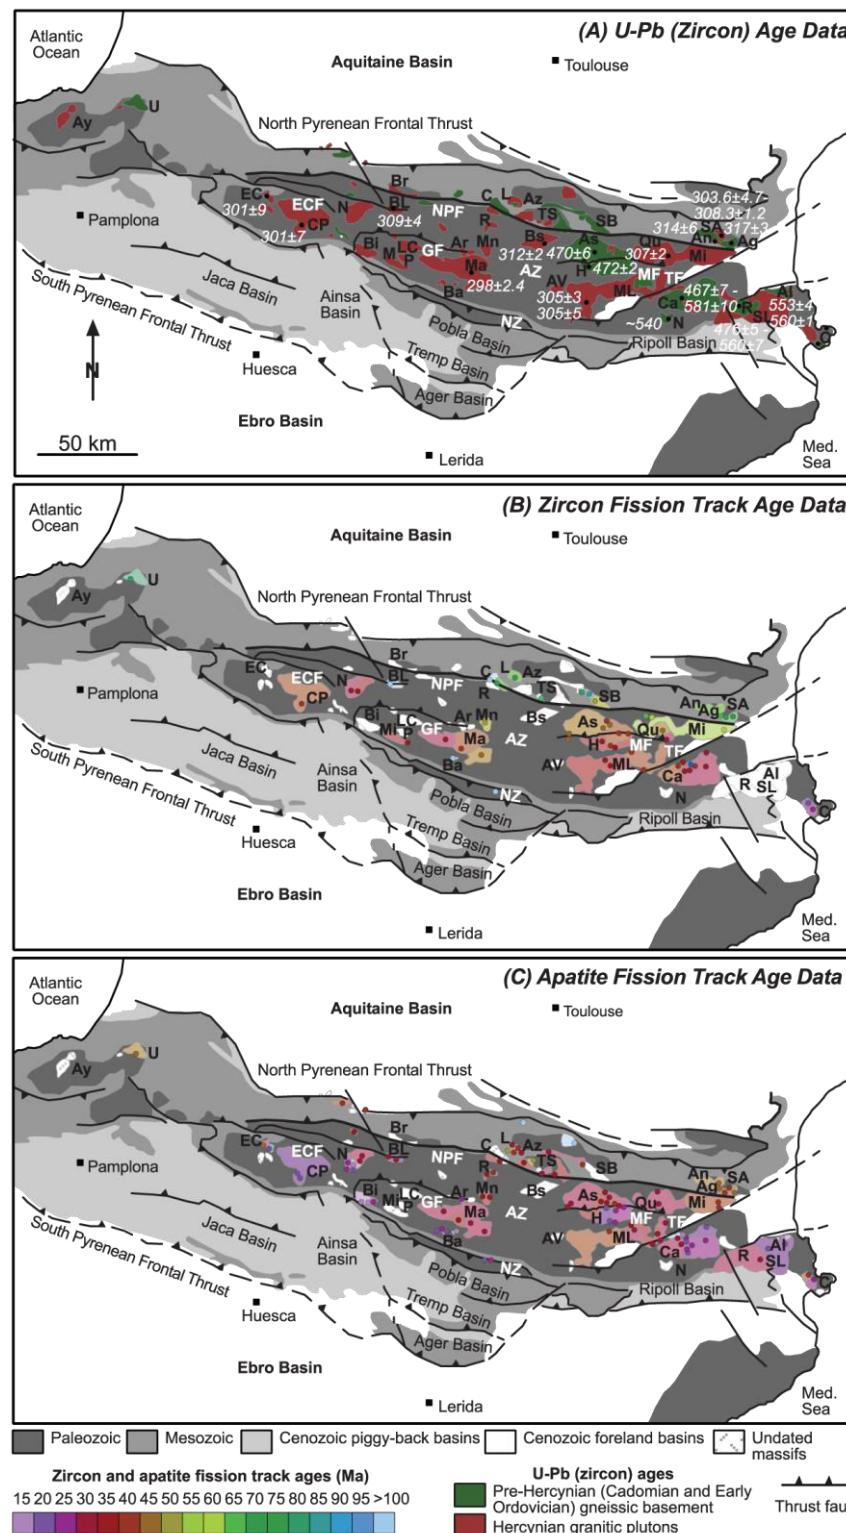 (A) U-Pb (Zircon) Age Data
Atlantic
Ocean
Aquitaine Basin
Toulouse
U
Ay
North Pyrenean Frontal Thrust
Br
EC
ECF
N
BL
NPF
C
L
Az
TS
SB
303.6±4.7-
308.3±1.2
301±9
309±4
R
314±6
SA
317±3
An
Ag
Pamplona
CP
301±7
Bi
M
LC
P
GF
Ar
Mn
Bs
As
Qu
Mi
312±2
470±6
307±2
Ma
AZ
H
472±2
MF
TF
298±2.4
AV
ML
467±7 -
581±10
Al
553±4
560±1
Jaca Basin
Ainsa
Basin
Ba
305±3
305±5
Ca
R
SL
South Pyrenean Frontal Thrust
Pobla Basin
NZ
~540
N
476±5 -
560±7
C
Ripoll Basin
Tremp Basin
N
Huesca
Ager Basin
Ebro Basin
50 km
Lerida
Med.
Sea
(B) Zircon Fission Track Age Data
Atlantic
Ocean
Aquitaine Basin
Toulouse
U
Ay
North Pyrenean Frontal Thrust
Br
EC
ECF
N
BL
NPF
C
L
Az
R
TS
SB
Pamplona
CP
An
SA
Ag
Bi
LC
Mi
P
GF
Ar
Mn
Bs
As
Qu
Mi
Ma
AZ
H
MF
TF
Jaca Basin
Ainsa
Basin
Ba
AV
ML
Ca
Al
R
SL
South Pyrenean Frontal Thrust
Pobla Basin
NZ
N
C
Ripoll Basin
Tremp Basin
Huesca
Ager Basin
Ebro Basin
Lerida
Med.
Sea
(C) Apatite Fission Track Age Data
Atlantic
Ocean
Aquitaine Basin
Toulouse
U
Ay
North Pyrenean Frontal Thrust
Br
EC
ECF
N
BL
NPF
C
L
Az
TS
R
SB
Pamplona
CP
An
SA
Ag
Bi
LC
Mi
P
GF
Ar
Mn
Bs
As
Qu
Mi
Ma
AZ
H
MF
TF
Jaca Basin
Ainsa
Basin
Ba
AV
ML
Ca
R
Al
SL
South Pyrenean Frontal Thrust
Pobla Basin
NZ
N
C
Ripoll Basin
Tremp Basin
Huesca
Ager Basin
Ebro Basin
Lerida
Med.
Sea
Paleozoic
Mesozoic
Cenozoic piggy-back basins
Cenozoic foreland basins
Undated
massifs
Zircon and apatite fission track ages (Ma)
15 20 25 30 35 40 45 50 55 60 65 70 75 80 85 90 95 >100
U-Pb (zircon) ages
Pre-Hercynian (Cadomian and Early
Ordovician) gneissic basement
Hercynian granitic plutons
Thrust fau